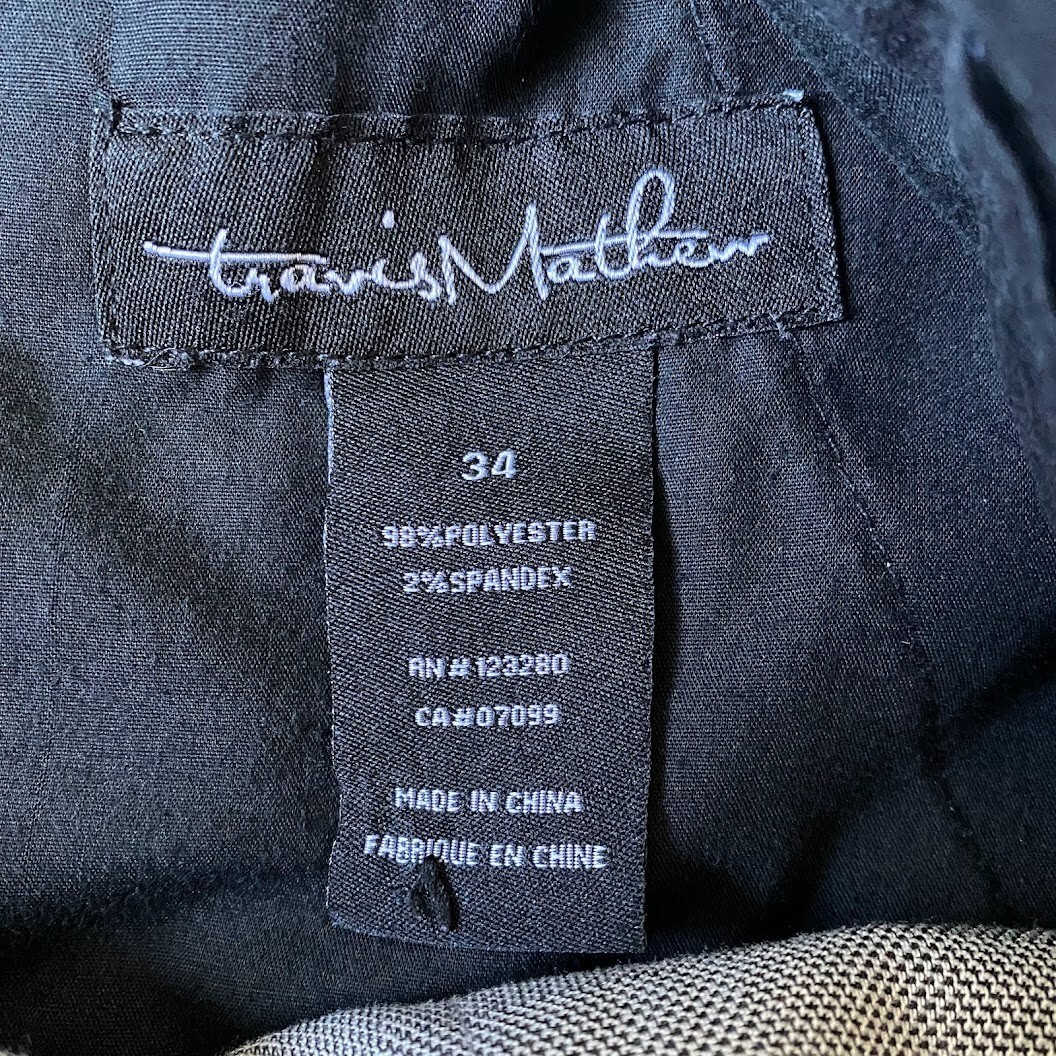 travisMathew
34
98%POLYESTER
2%SPANDEX
RN#123280
CA#07099
MADE IN CHINA
FABRIQUE EN CHINE